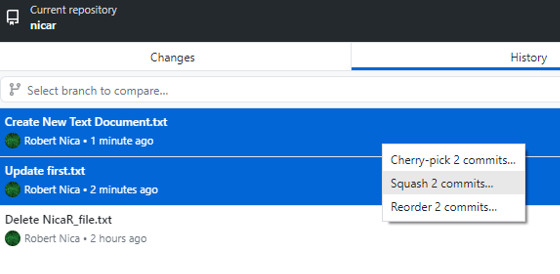 Current repository
nicar
Changes
History
Select branch to compare...
Create New Text Document.txt
Robert Nica • 1 minute ago
Update first.txt
Robert Nica • 2 minutes ago
Delete NicaR_file.txt
Robert Nica • 2 hours ago
Cherry-pick 2 commits...
Squash 2 commits...
Reorder 2 commits...